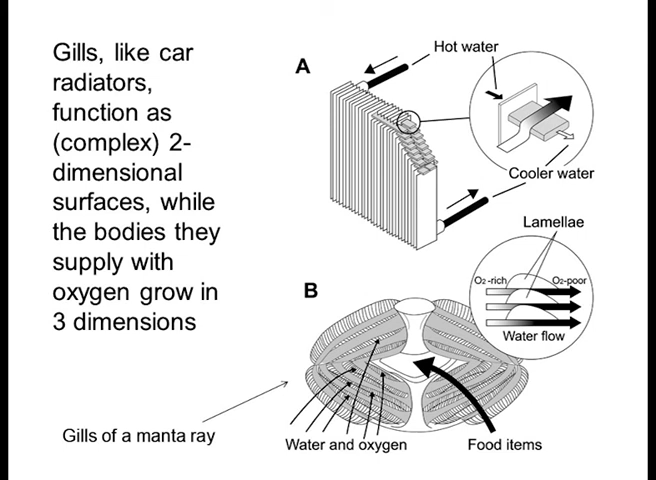 Gills, like car
radiators,
function as
(complex) 2-
dimensional
surfaces, while
the bodies they
supply with
oxygen grow in
3 dimensions
A
Hot water
Cooler water
B
Lamellae
O₂-rich
O₂-poor
Water flow
Gills of a manta ray
Water and oxygen
Food items